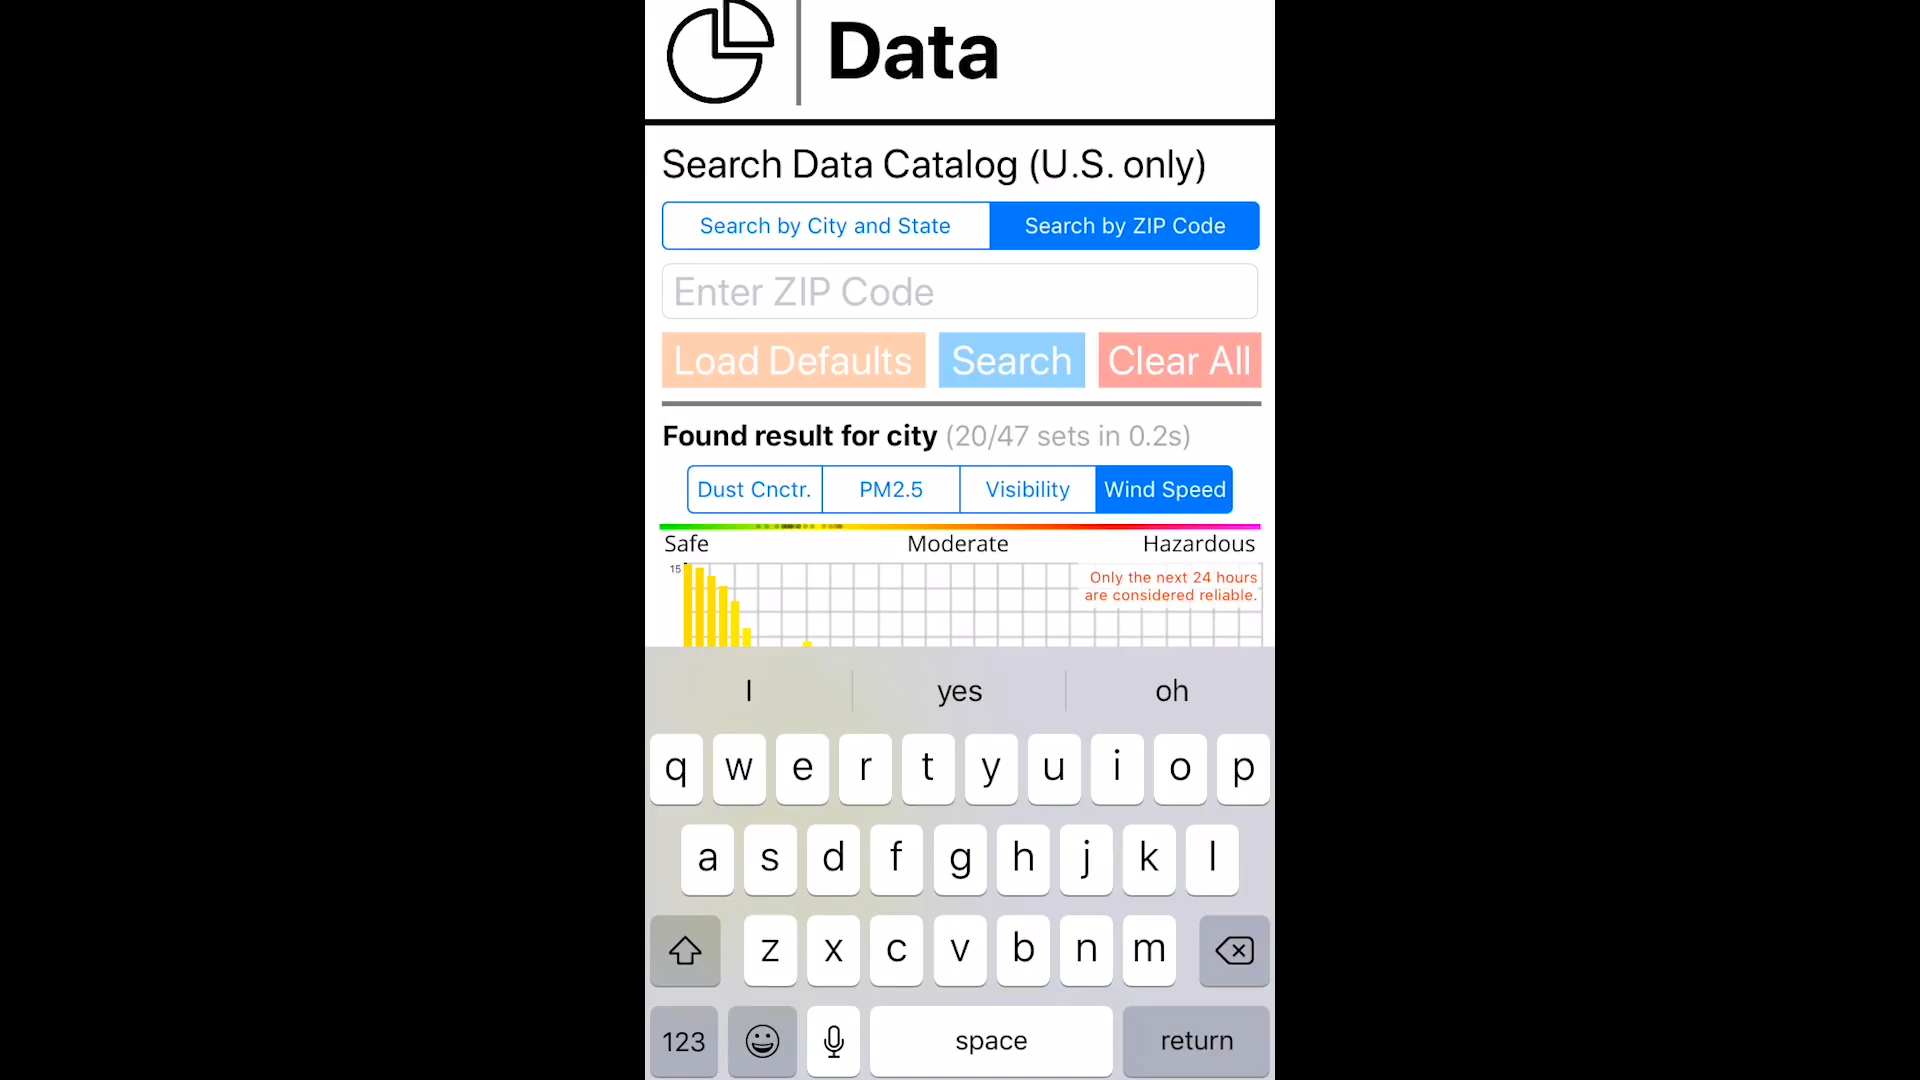 Data
Search Data Catalog (U.S. only)
Search by City and State Search by ZIP Code
Enter ZIP Code
Load Defaults Search Clear All
Found result for city (20/47 sets in 0.2s)
Dust Cnctr. PM2.5 Visibility Wind Speed
Safe Moderate Hazardous
15
Only the next 24 hours
are considered reliable.
I yes oh
q w e r t y u i o p
a s d f g h j k l
z x c v b n m
123 space return